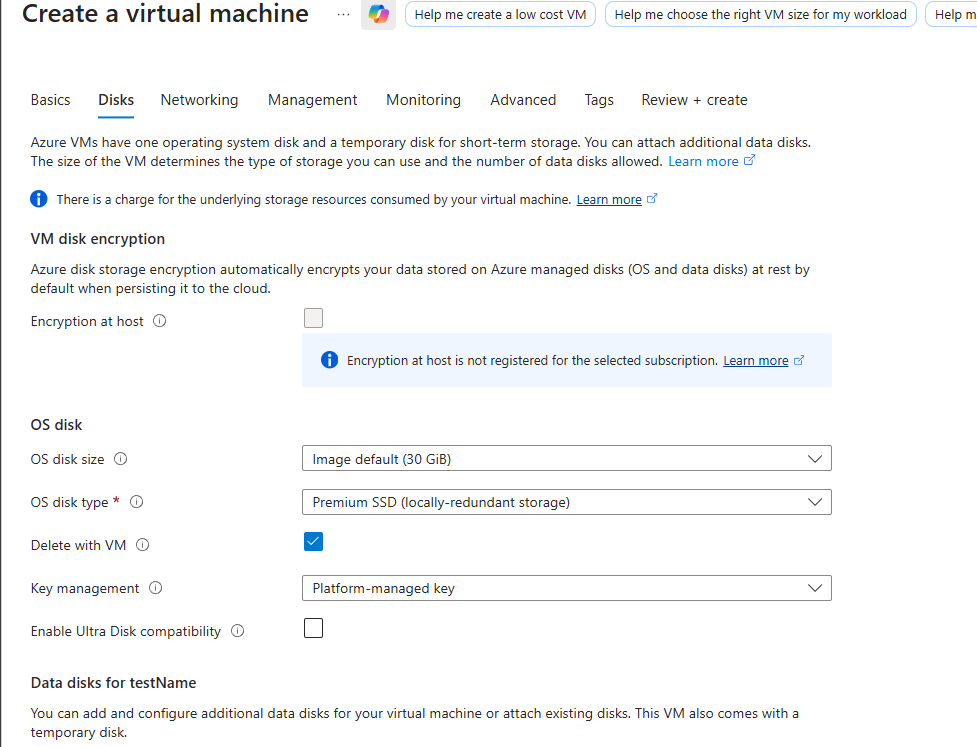 Create a virtual machine
...
Help me create a low cost VM
Help me choose the right VM size for my workload
Help m
Basics Disks Networking Management Monitoring Advanced Tags Review + create
Azure VMs have one operating system disk and a temporary disk for short-term storage. You can attach additional data disks.
The size of the VM determines the type of storage you can use and the number of data disks allowed. Learn more
There is a charge for the underlying storage resources consumed by your virtual machine. Learn more
VM disk encryption
Azure disk storage encryption automatically encrypts your data stored on Azure managed disks (OS and data disks) at rest by
default when persisting it to the cloud.
Encryption at host
Encryption at host is not registered for the selected subscription. Learn more
OS disk
OS disk size
Image default (30 GiB)
OS disk type *
Premium SSD (locally-redundant storage)
Delete with VM
Key management
Platform-managed key
Enable Ultra Disk compatibility
Data disks for testName
You can add and configure additional data disks for your virtual machine or attach existing disks. This VM also comes with a
temporary disk.